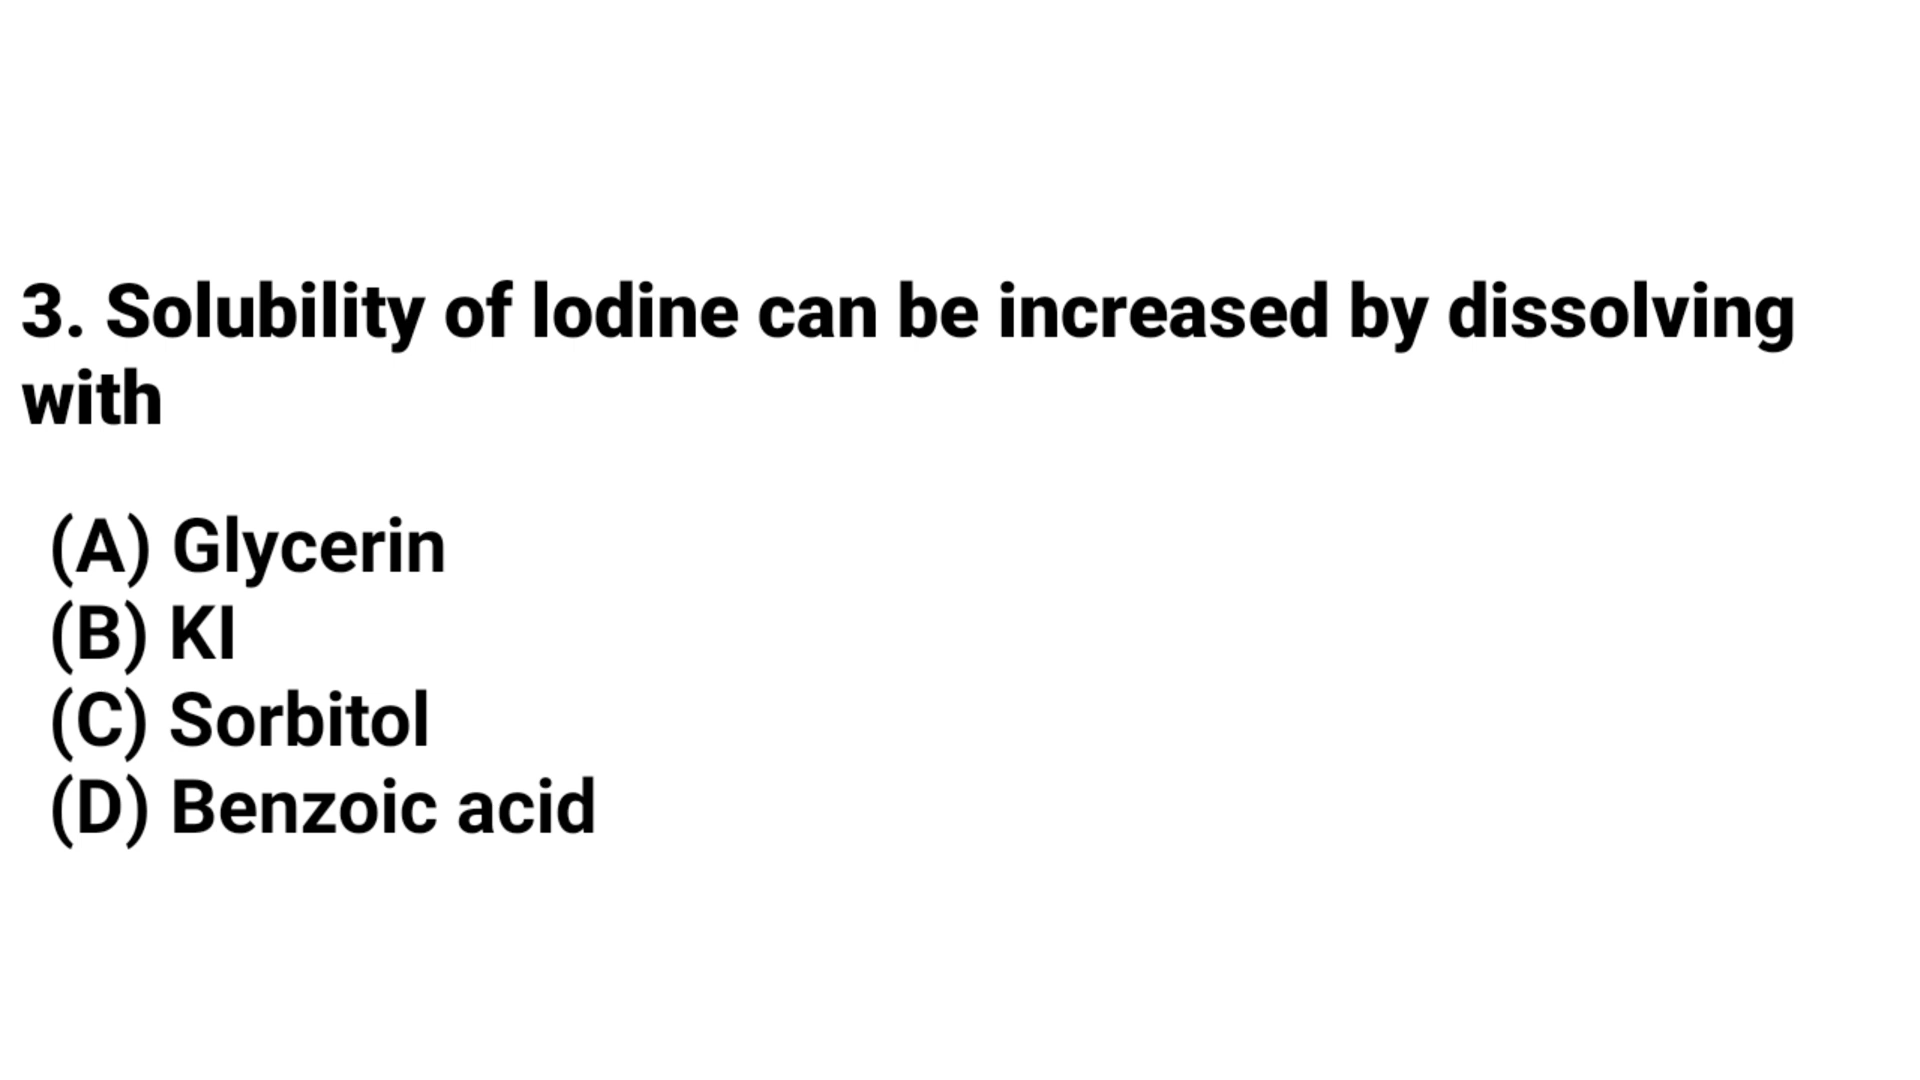 3. Solubility of Iodine can be increased by dissolving
with
(A) Glycerin
(B) KI
(C) Sorbitol
(D) Benzoic acid